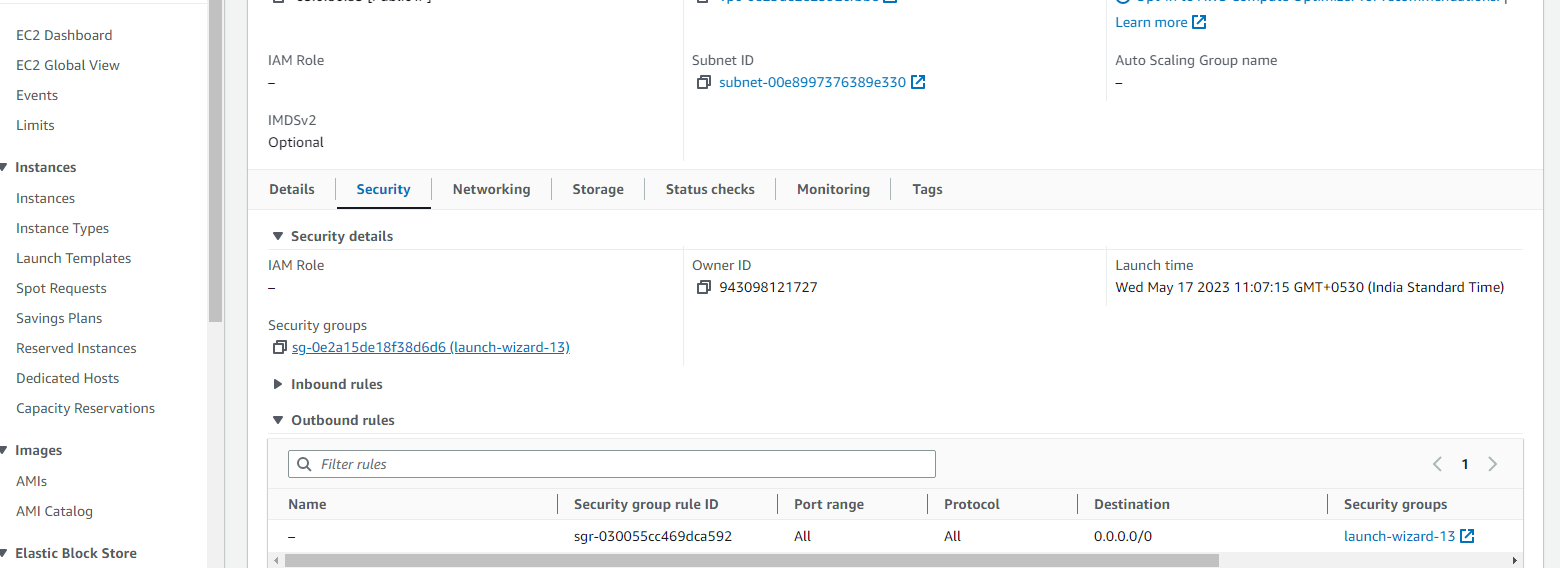 Learn more
EC2 Dashboard
EC2 Global View
Events
Limits
Instances
Instances
Instance Types
Launch Templates
Spot Requests
Savings Plans
Reserved Instances
Dedicated Hosts
Capacity Reservations
Images
AMIs
AMI Catalog
Elastic Block Store
IAM Role
–
Subnet ID
subnet-00e8997376389e330
Auto Scaling Group name
–
IMDSv2
Optional
Details Security Networking Storage Status checks Monitoring Tags
Security details
IAM Role
–
Owner ID
943098121727
Launch time
Wed May 17 2023 11:07:15 GMT+0530 (India Standard Time)
Security groups
sg-0e2a15de18f38d6d6 (launch-wizard-13)
Inbound rules
Outbound rules
Filter rules
1
Name Security group rule ID Port range Protocol Destination Security groups
– sgr-030055cc469dca592 All All 0.0.0.0/0 launch-wizard-13